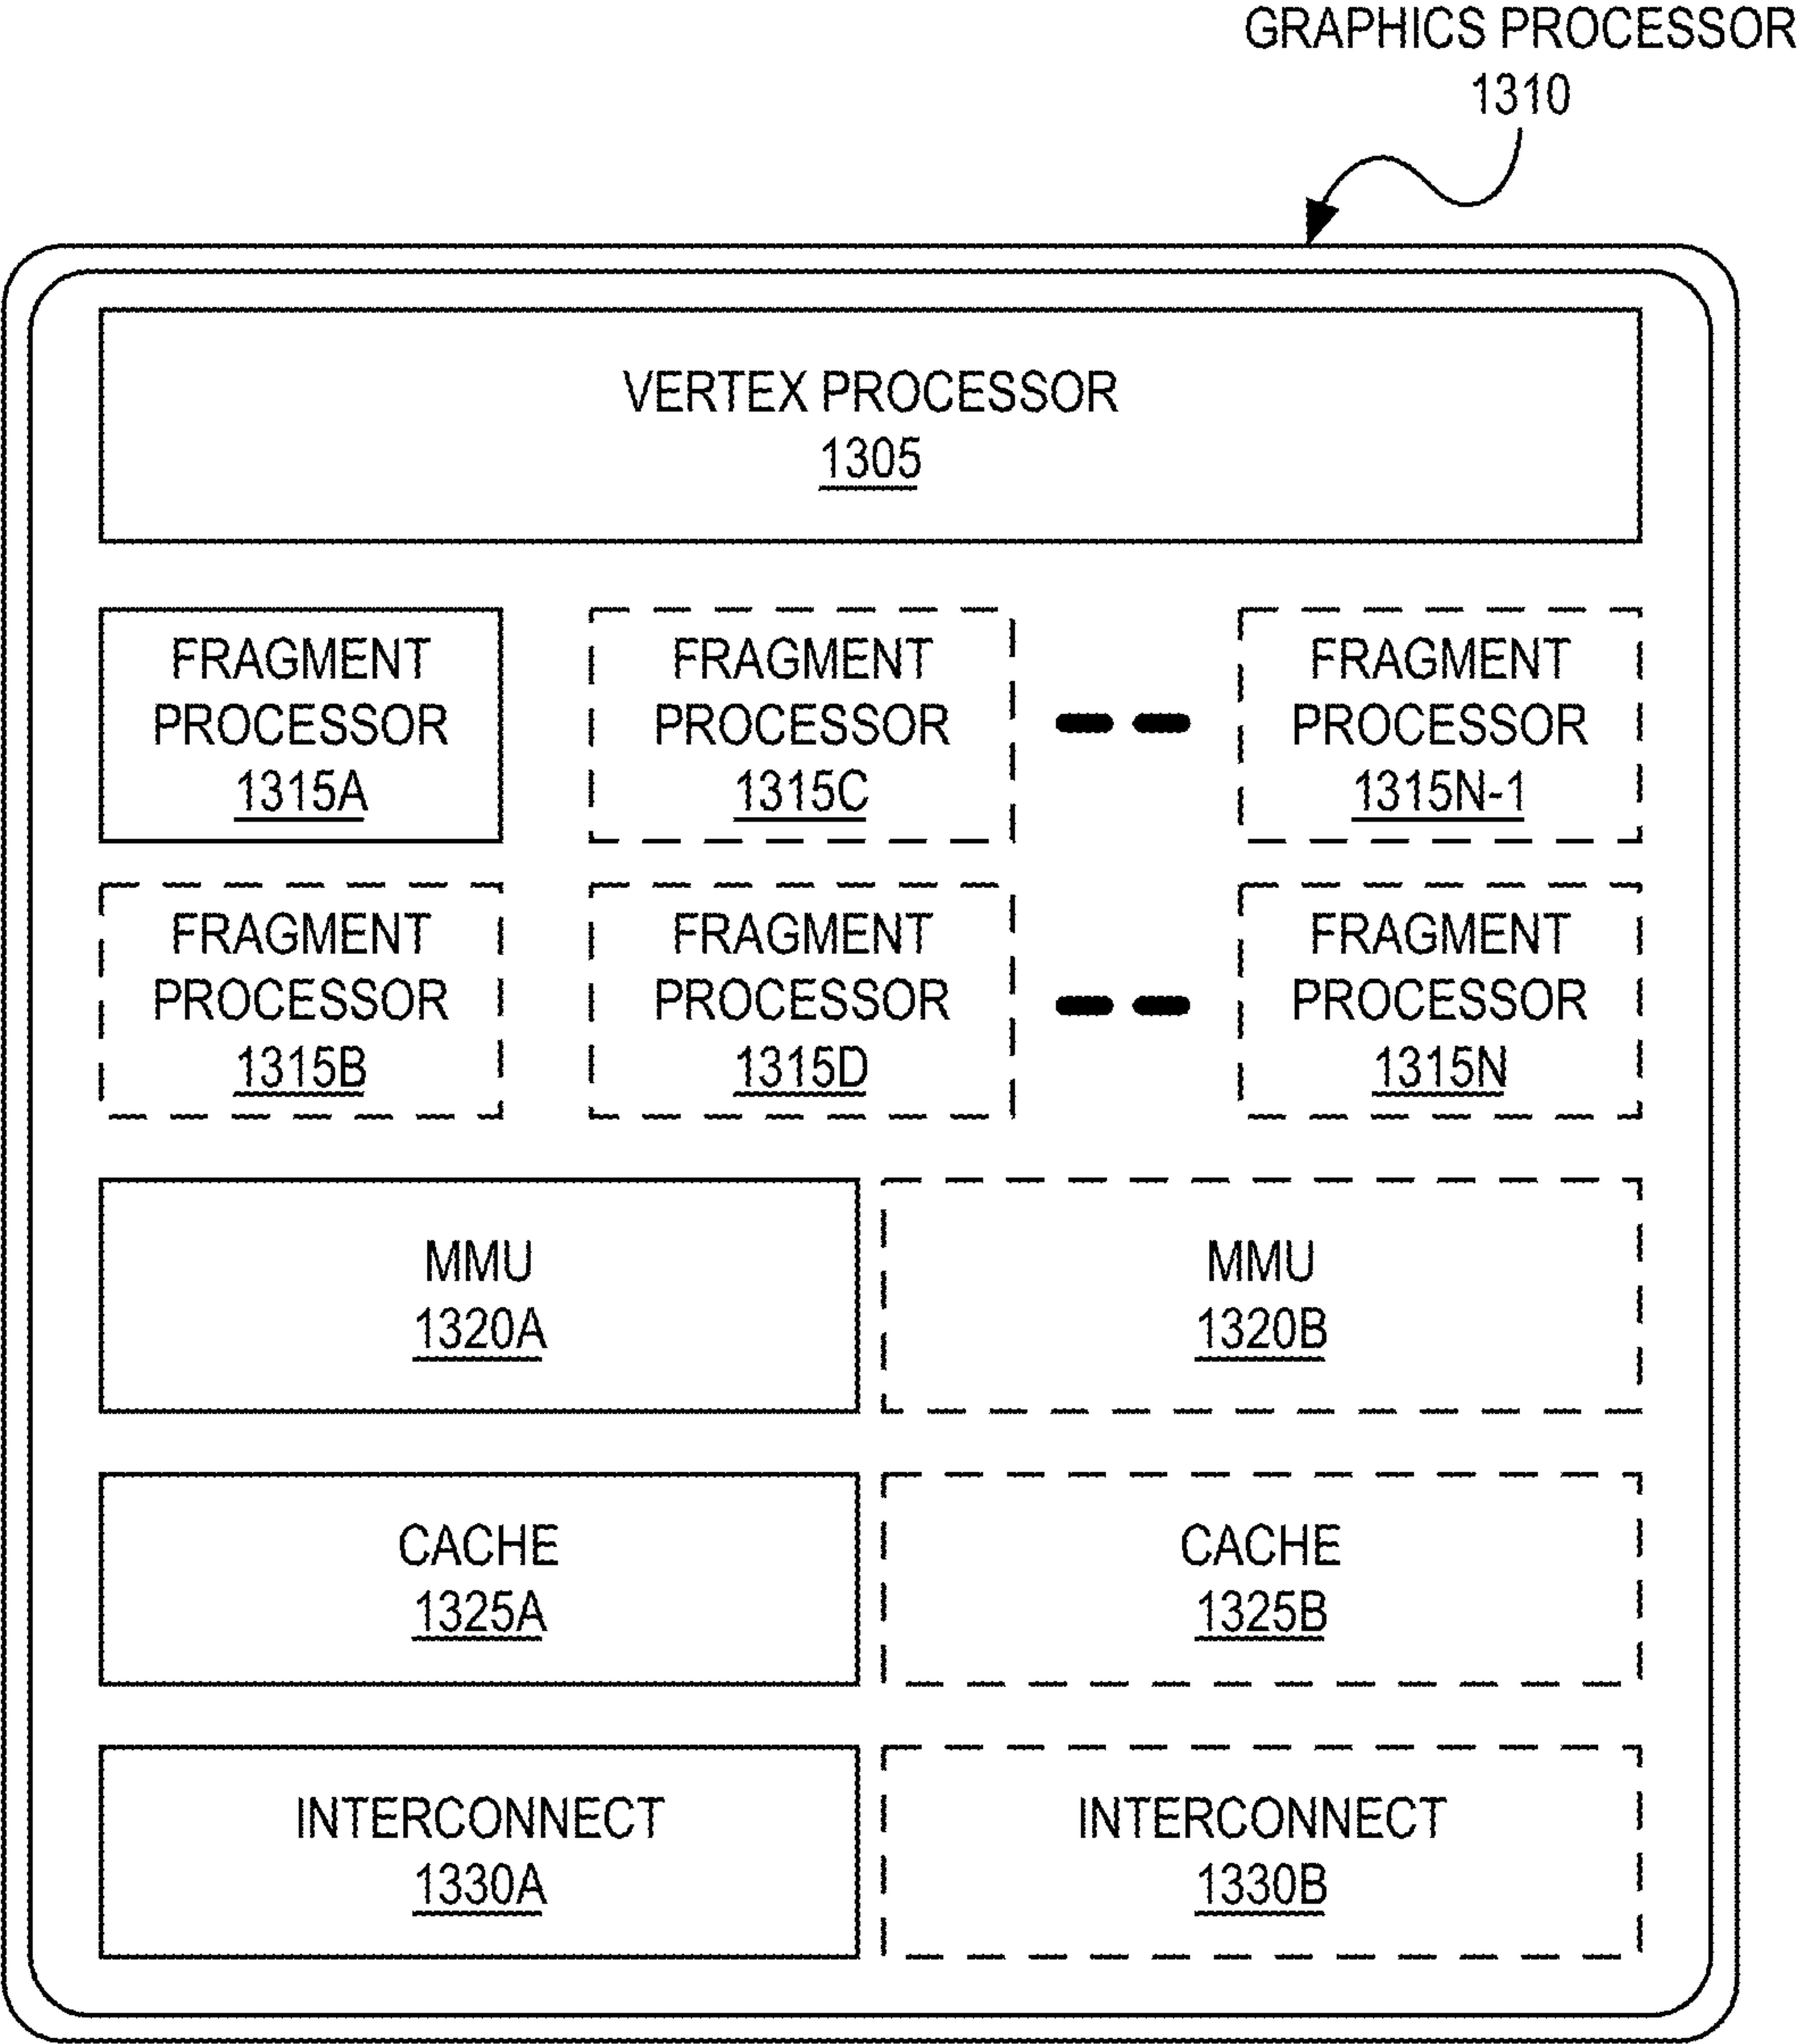 GRAPHICS PROCESSOR
1310
VERTEX PROCESSOR
1305
FRAGMENT
PROCESSOR
1315A
FRAGMENT
PROCESSOR
1315C
FRAGMENT
PROCESSOR
1315N-1
FRAGMENT
PROCESSOR
1315B
FRAGMENT
PROCESSOR
1315D
FRAGMENT
PROCESSOR
1315N
MMU
1320A
MMU
1320B
CACHE
1325A
CACHE
1325B
INTERCONNECT
1330A
INTERCONNECT
1330B